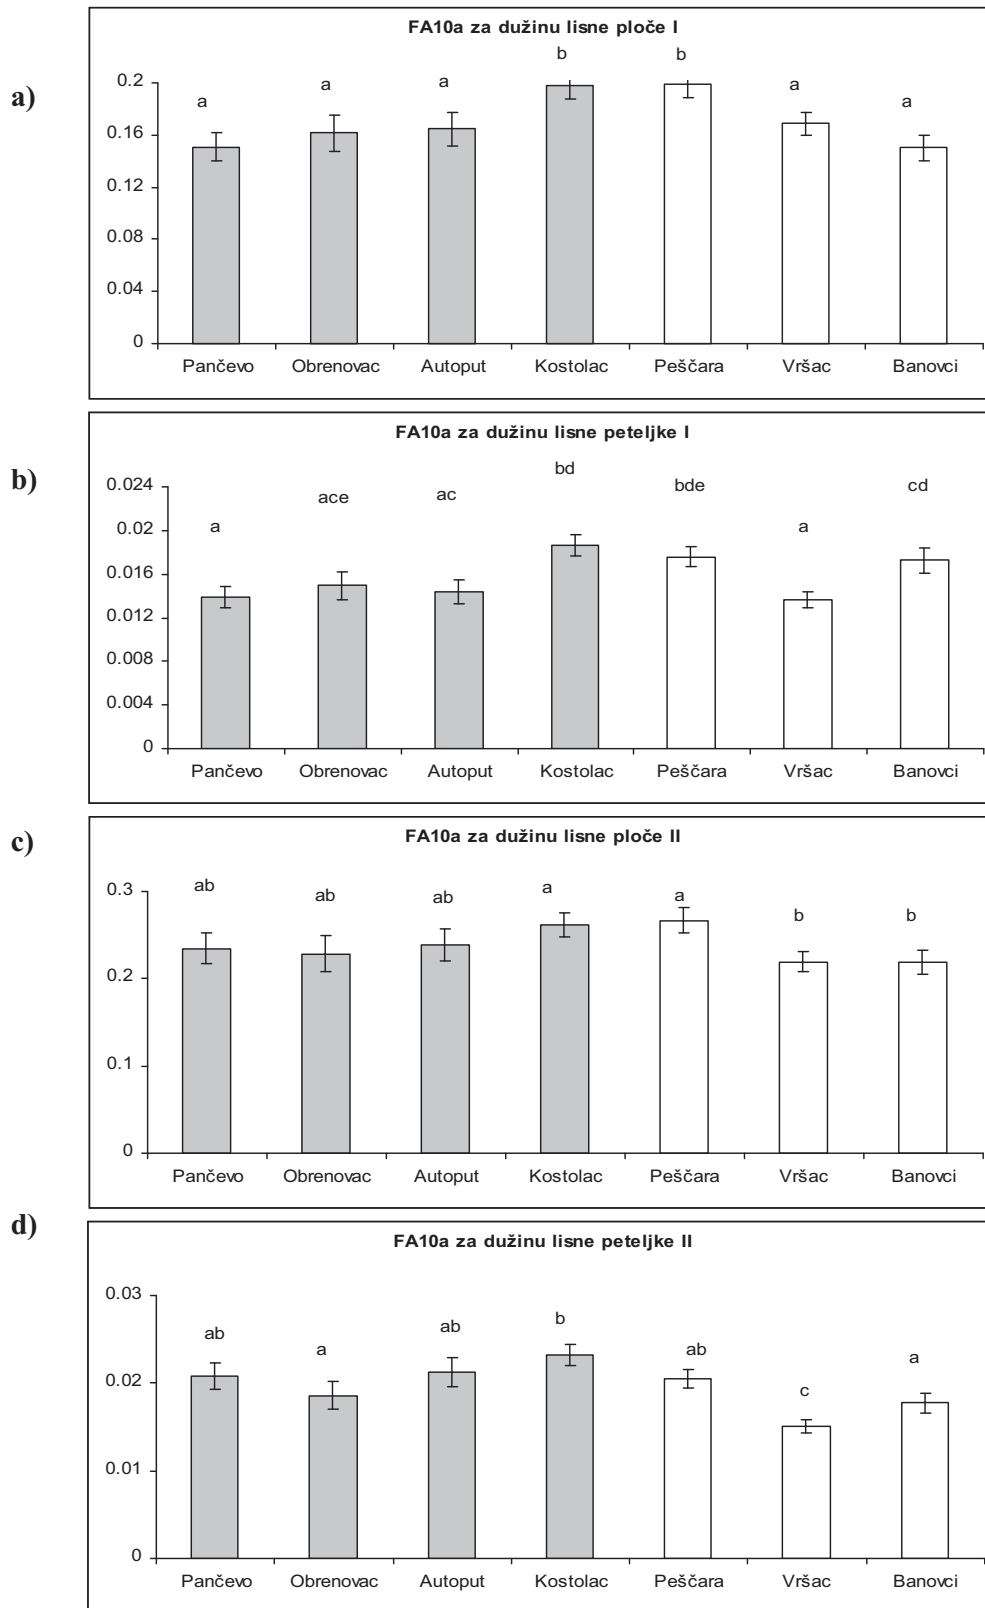 a)
FA10a za dužinu lisne ploče I
b b
a a a a a
0.2
0.16
0.12
0.08
0.04
0
Pančevo Obrenovac Autoput Kostolac Peščara Vršac Banovci
b)
FA10a za dužinu lisne peteljke I
a ace ac bd bde a cd
0.024
0.02
0.016
0.012
0.008
0.004
0
Pančevo Obrenovac Autoput Kostolac Peščara Vršac Banovci
c)
FA10a za dužinu lisne ploče II
ab ab ab a a b b
0.3
0.2
0.1
0
Pančevo Obrenovac Autoput Kostolac Peščara Vršac Banovci
d)
FA10a za dužinu lisne peteljke II
ab a ab b ab c a
0.03
0.02
0.01
0
Pančevo Obrenovac Autoput Kostolac Peščara Vršac Banovci